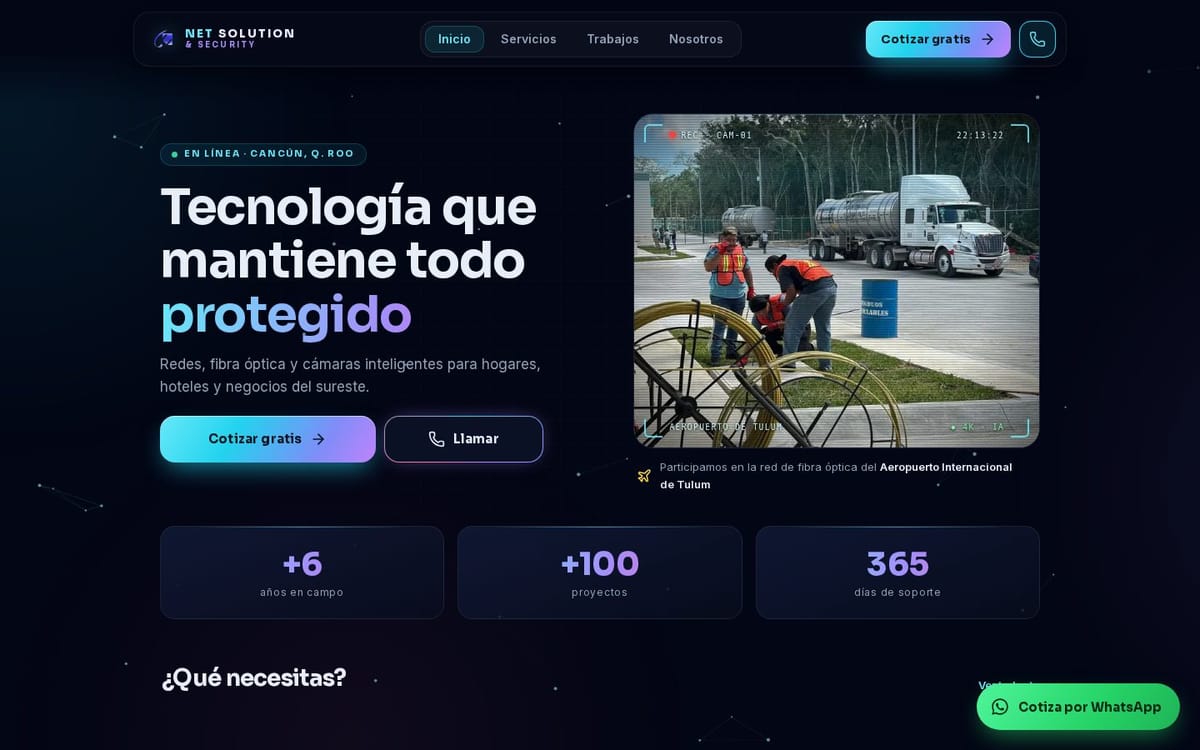 NET SOLUTION
& SECURITY
Inicio
Servicios
Trabajos
Nosotros
Cotizar gratis
EN LÍNEA · CANCÚN, Q. ROO
Tecnología que
mantiene todo
protegido
Redes, fibra óptica y cámaras inteligentes para hogares,
hoteles y negocios del sureste.
Cotizar gratis
Llamar
REC · CAM-01
22:13:22
AEROPUERTO DE TULUM
4K · IA
Participamos en la red de fibra óptica del Aeropuerto Internacional
de Tulum
+6
años en campo
+100
proyectos
365
días de soporte
¿Qué necesitas?
Cotiza por WhatsApp